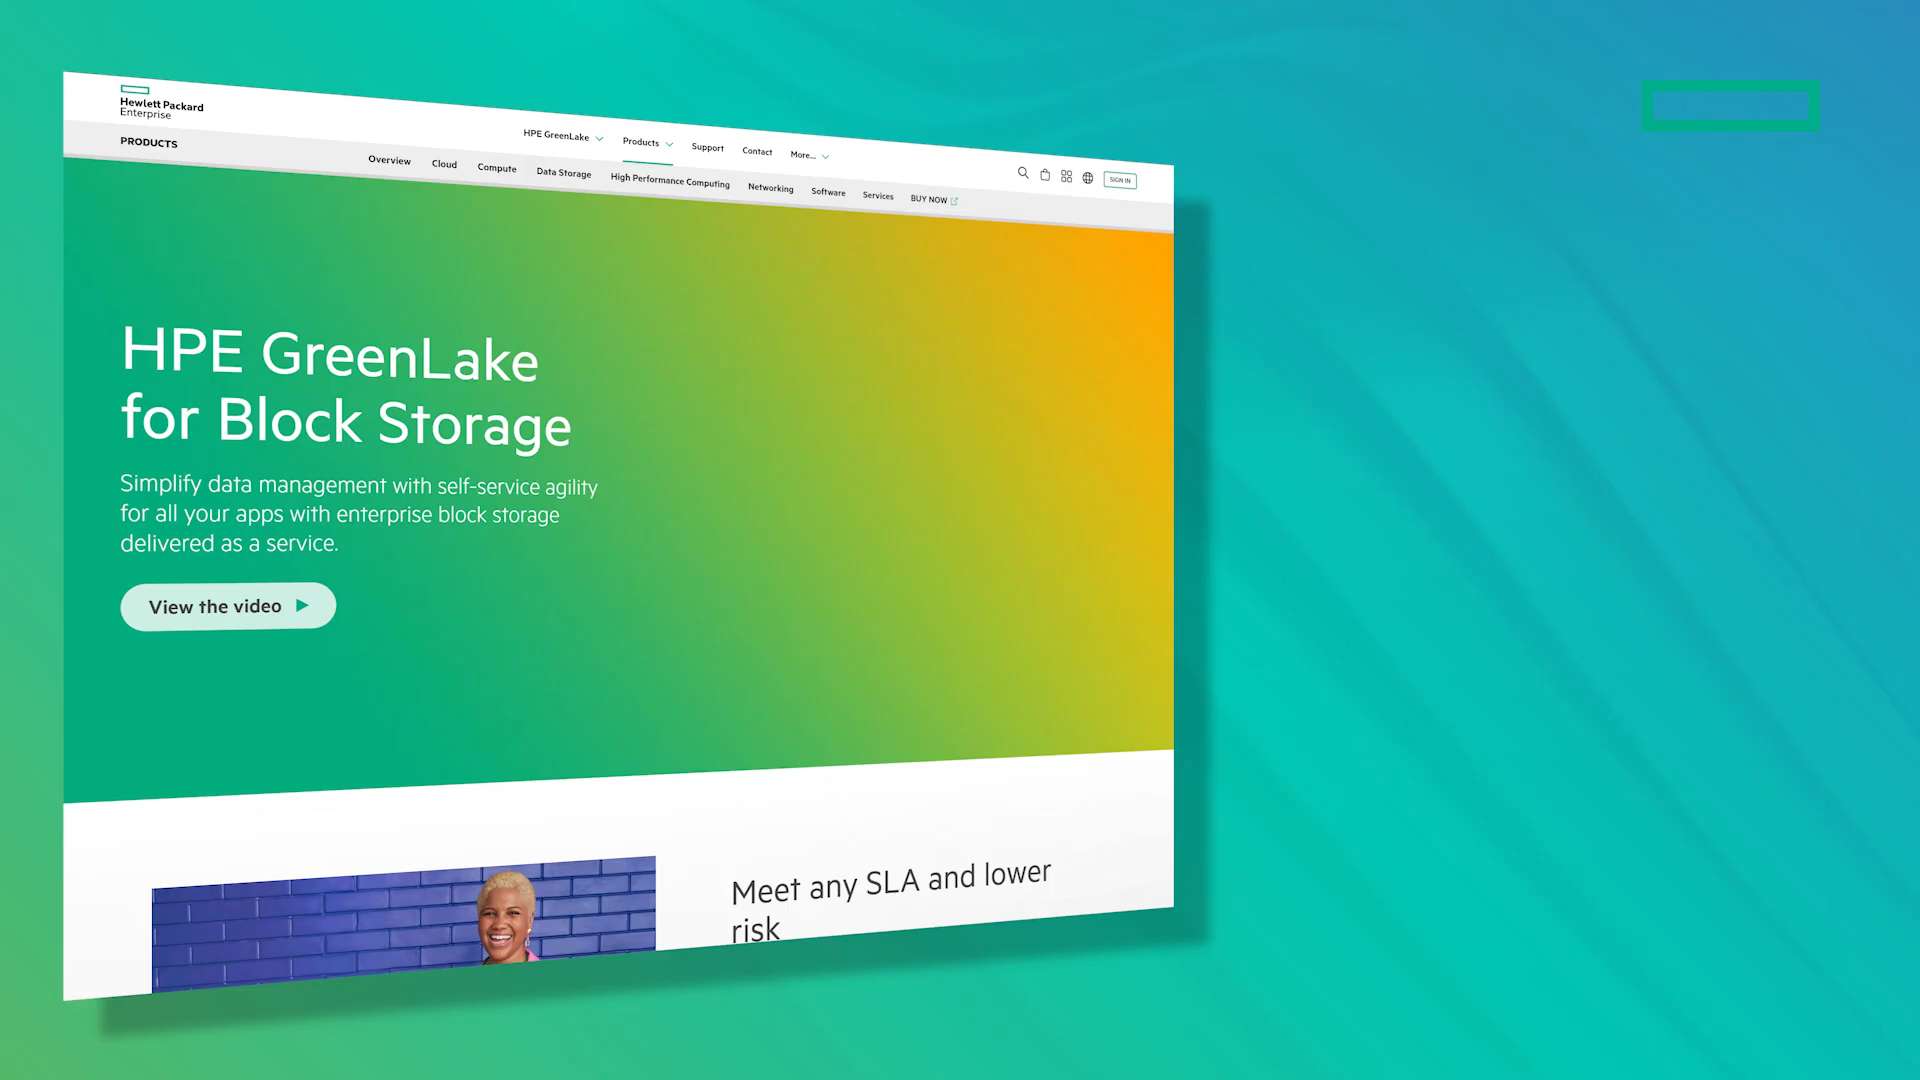 Hewlett Packard
Enterprise
HPE GreenLake
Products
Support
Contact
More...
SIGN IN
PRODUCTS
Overview
Cloud
Compute
Data Storage
High Performance Computing
Networking
Software
Services
BUY NOW
HPE GreenLake
for Block Storage
Simplify data management with self-service agility
for all your apps with enterprise block storage
delivered as a service.
View the video
Meet any SLA and lower
risk